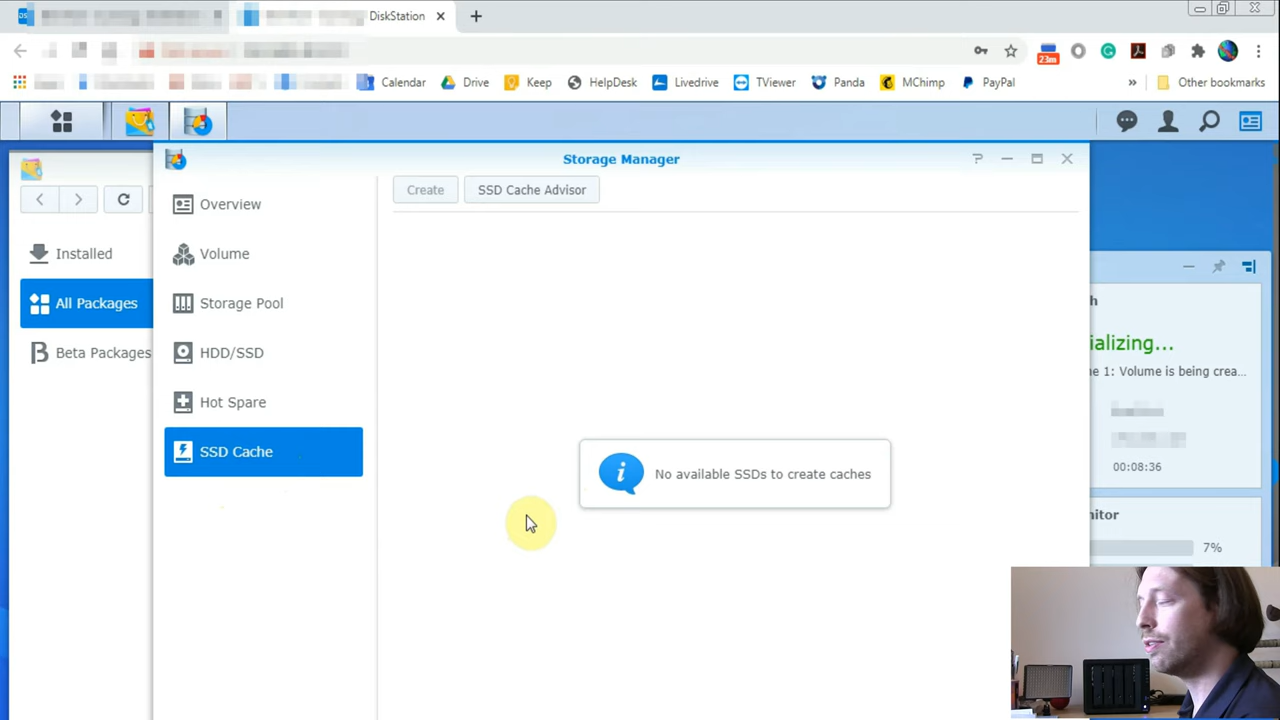 DiskStation
23m
Calendar
Drive
Keep
HelpDesk
Livedrive
TViewer
Panda
MChimp
PayPal
»
Other bookmarks
Storage Manager
?
Overview
Volume
Storage Pool
HDD/SSD
Hot Spare
SSD Cache
Create
SSD Cache Advisor
No available SSDs to create caches
Installed
All Packages
Beta Packages
h
ializing...
e 1: Volume is being crea...
00:08:36
nitor
7%